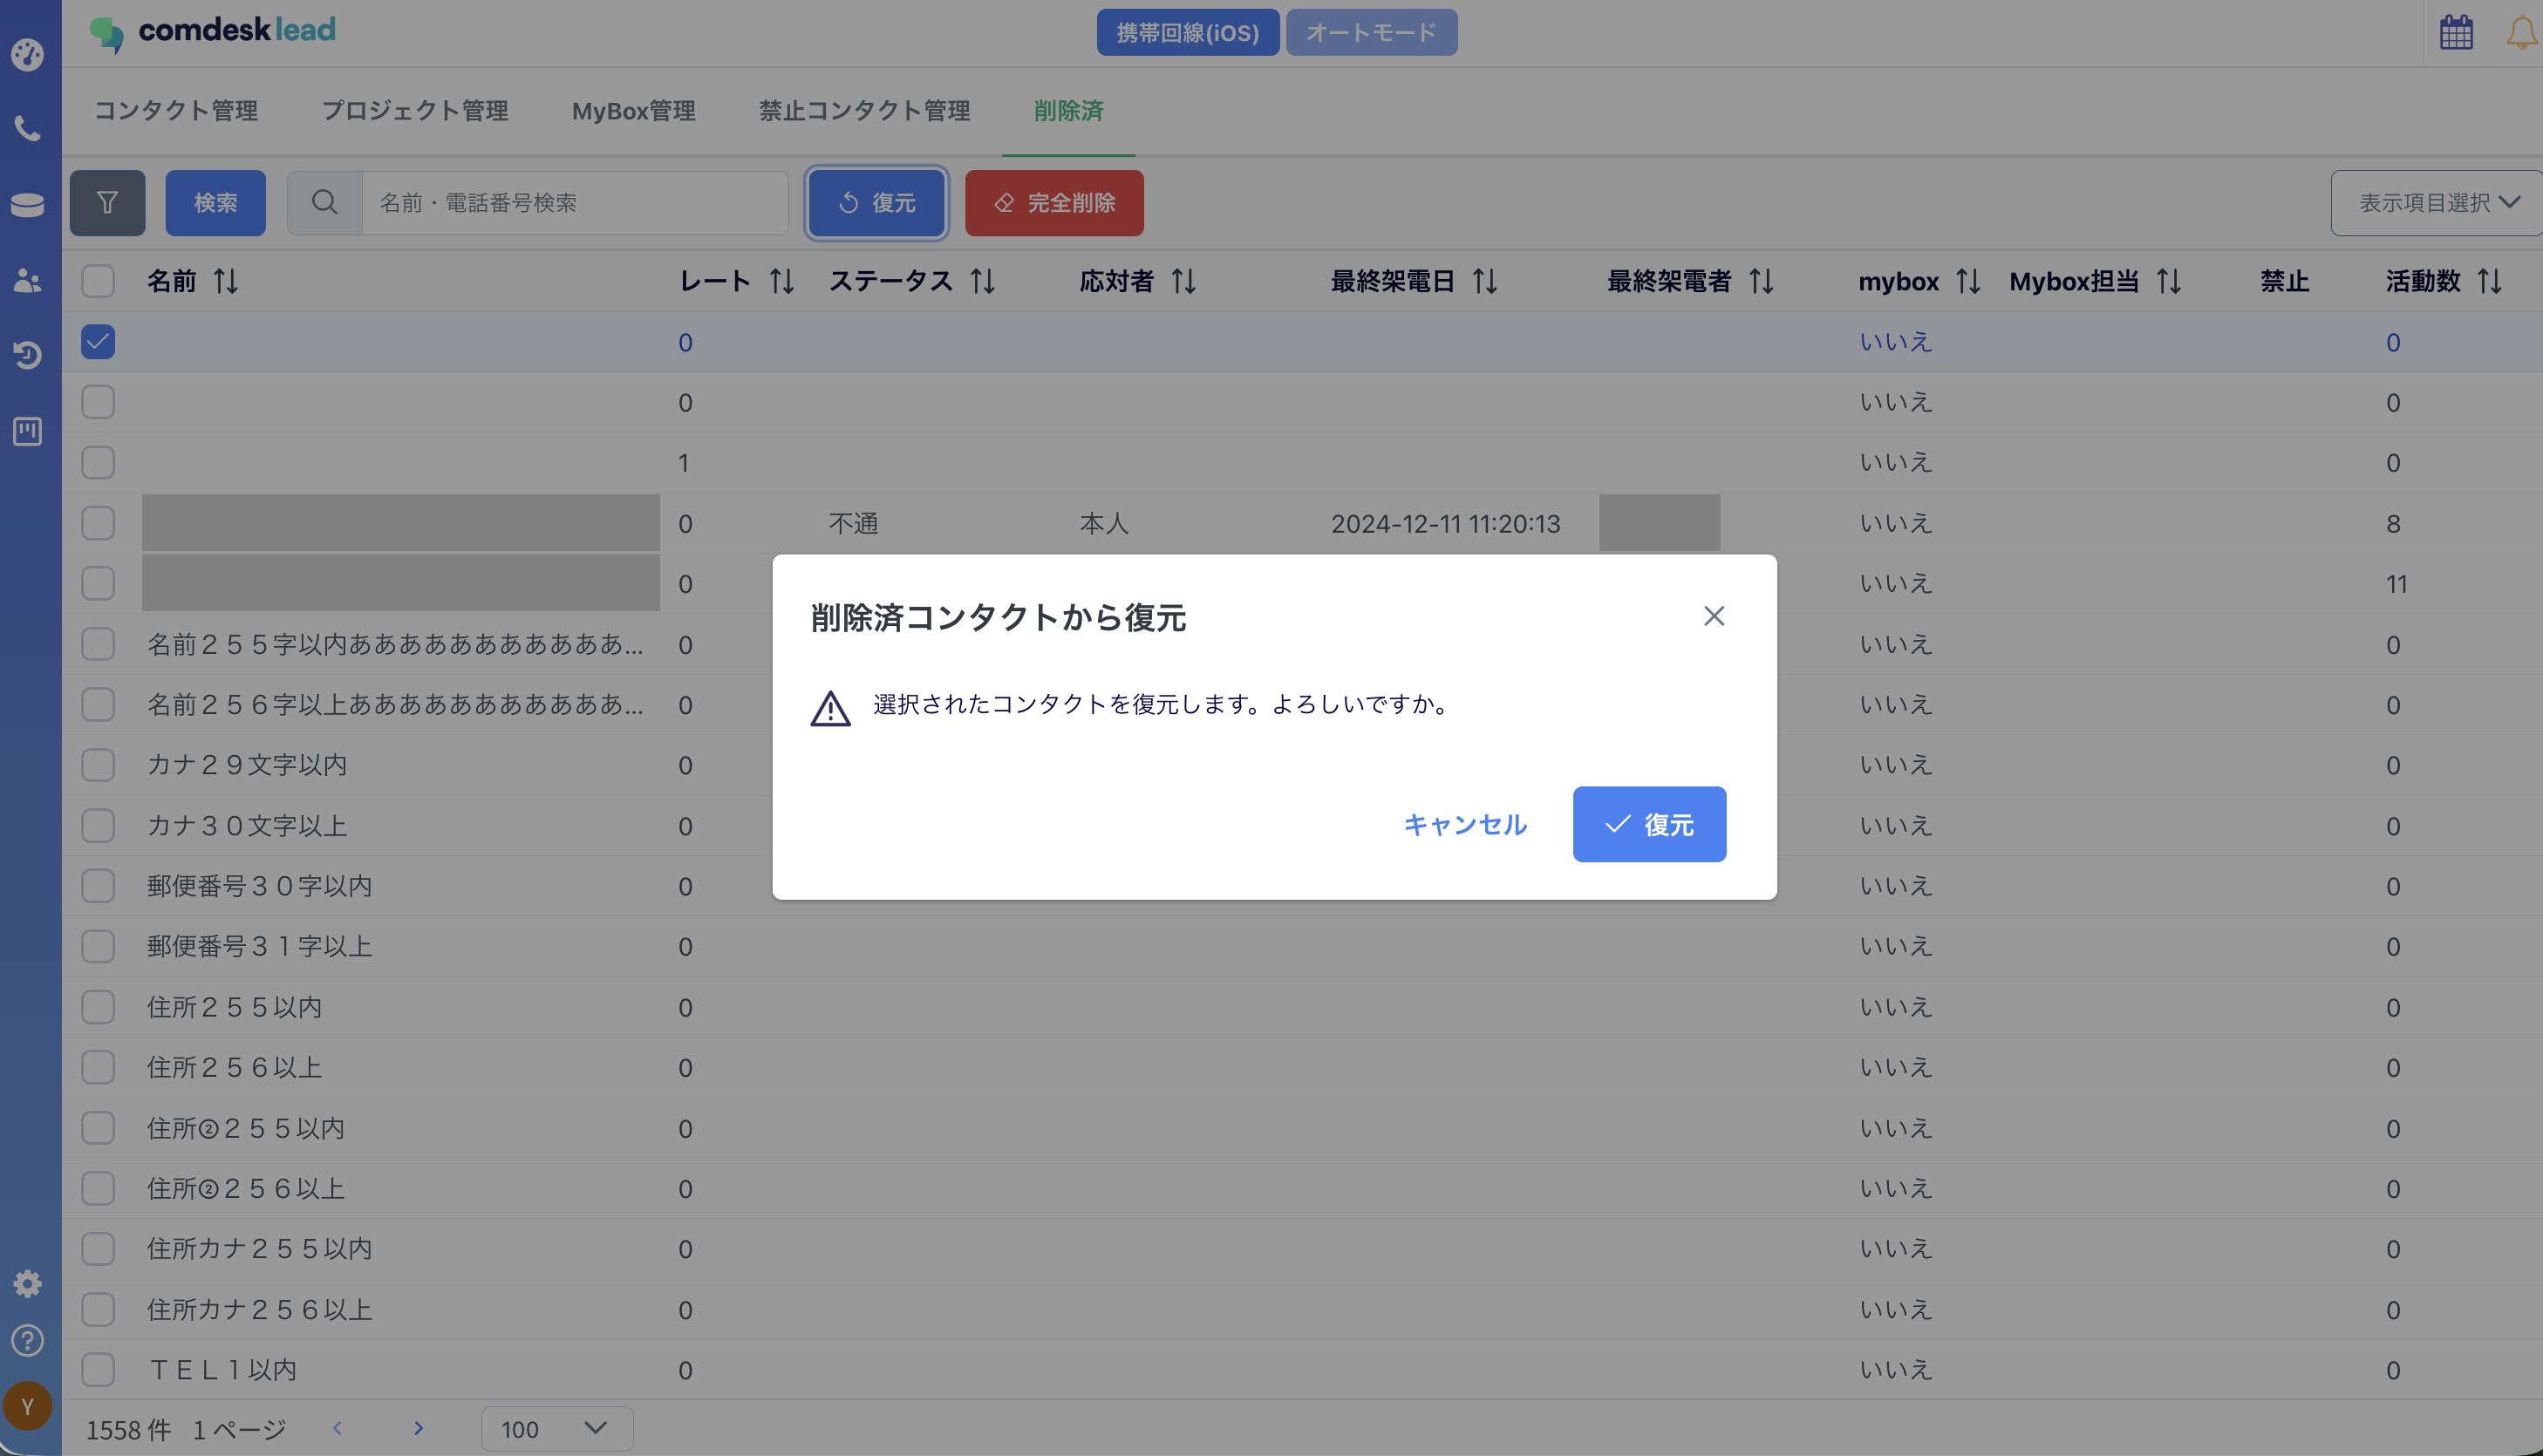 comdesk lead
携帯回線(iOS) オートモード
コンタクト管理 プロジェクト管理 MyBox管理 禁止コンタクト管理 削除済
検索 名前・電話番号検索 復元 完全削除 表示項目選択
名前 レート ステータス 応対者 最終架電日 最終架電者 mybox Mybox担当 禁止 活動数
0 いいえ 0
0 いいえ 0
1 いいえ 0
0 不通 本人 2024-12-11 11:20:13 いいえ 8
0 いいえ 11
名前２５５字以内あああああああああああ... 0 いいえ 0
名前２５６字以上あああああああああああ... 0 いいえ 0
カナ２９文字以内 0 いいえ 0
カナ３０文字以上 0 いいえ 0
郵便番号３０字以内 0 いいえ 0
郵便番号３１字以上 0 いいえ 0
住所２５５以内 0 いいえ 0
住所２５６以上 0 いいえ 0
住所②２５５以内 0 いいえ 0
住所②２５６以上 0 いいえ 0
住所カナ２５５以内 0 いいえ 0
住所カナ２５６以上 0 いいえ 0
ＴＥＬ１以内 0 いいえ 0
削除済コンタクトから復元
選択されたコンタクトを復元します。よろしいですか。
キャンセル 復元
Y
1558 件 1 ページ 100